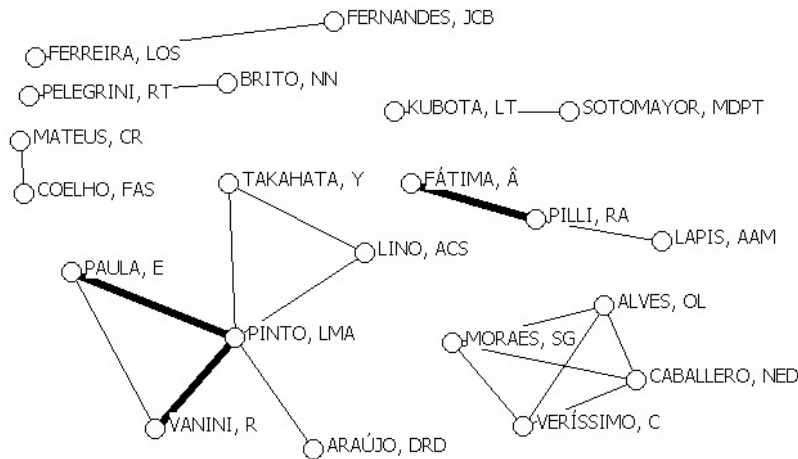 FERNANDES, JCB
FERREIRA, LOS
BRITO, NN
PELEGRINI, RT
KUBOTA, LT
SOTOMAYOR, MDPT
MATEUS, CR
TAKAHATA, Y
FÁTIMA, Â
COELHO, FAS
PILLI, RA
LAPIS, AAM
LINO, ACS
PAULA, E
ALVES, OL
PINTO, LMA
MORAES, SG
CABALLERO, NED
VANINI, R
VERÍSSIMO, C
ARAÚJO, DRD